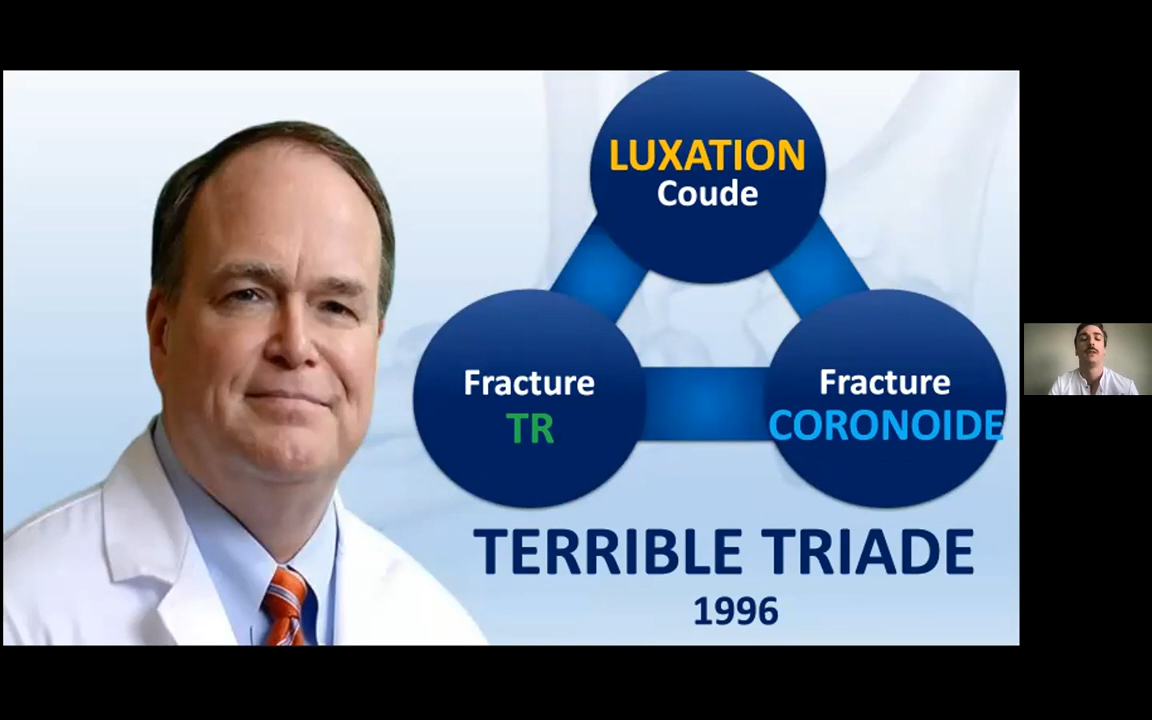 LUXATION
Coude
Fracture
TR
Fracture
CORONOIDE
TERRIBLE TRIADE
1996